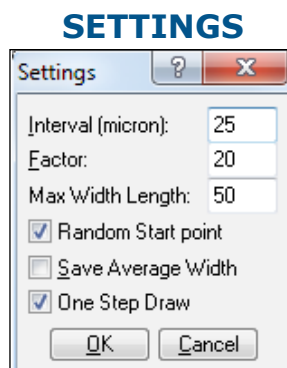 SETTINGS
Settings
Interval (micron): 25
Factor: 20
Max Width Length: 50
Random Start point
Save Average Width
One Step Draw
OK Cancel